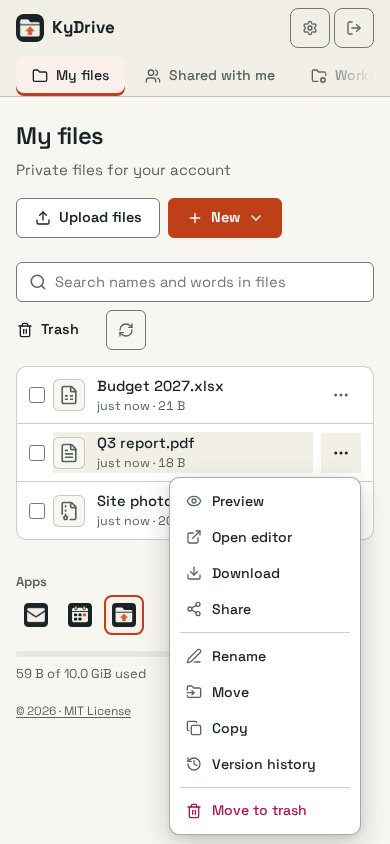 KyDrive
My files
Shared with me
My files
Private files for your account
Upload files
New
Search names and words in files
Trash
Budget 2027.xlsx
just now · 21 B
Q3 report.pdf
just now · 18 B
Site
just now
Preview
Open editor
Download
Share
Rename
Move
Copy
Version history
Move to trash
Apps
59 B of 10.0 GiB used
© 2026 · MIT License